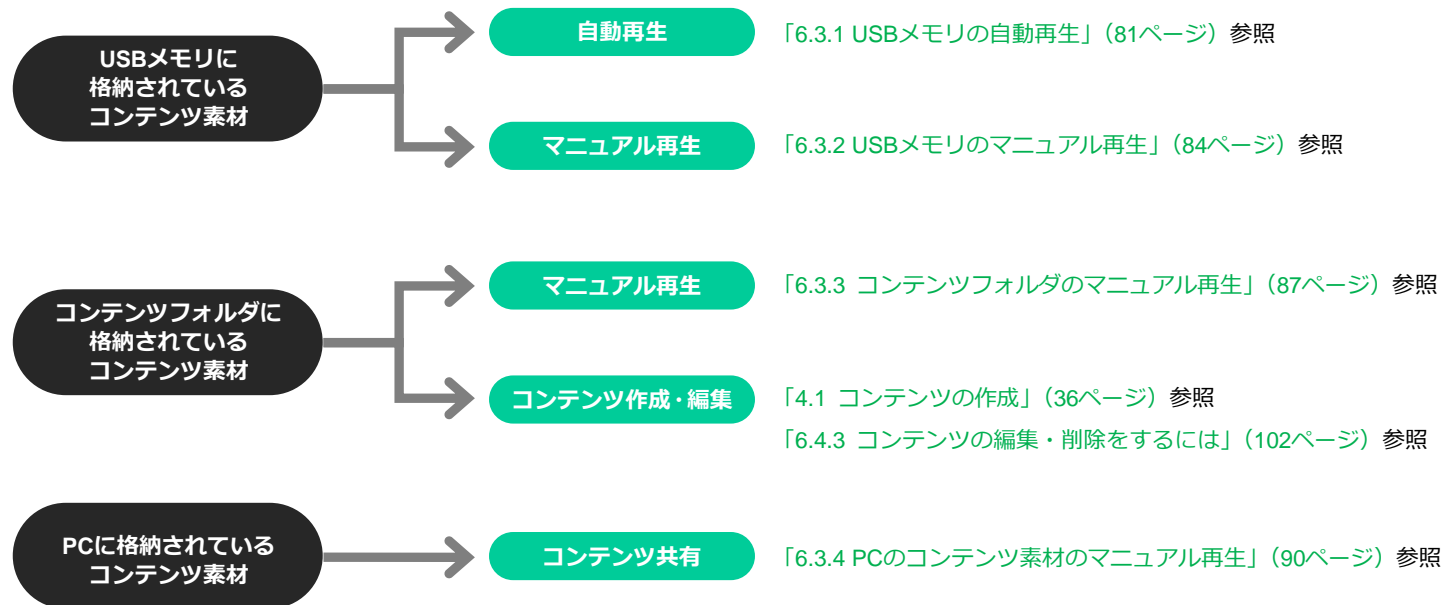 USBメモリに
格納されている
コンテンツ素材
自動再生
「6.3.1 USBメモリの自動再生」（81ページ）参照
マニュアル再生
「6.3.2 USBメモリのマニュアル再生」（84ページ）参照
コンテンツフォルダに
格納されている
コンテンツ素材
マニュアル再生
「6.3.3 コンテンツフォルダのマニュアル再生」（87ページ）参照
コンテンツ作成・編集
「4.1 コンテンツの作成」（36ページ）参照
「6.4.3 コンテンツの編集・削除をするには」（102ページ）参照
PCに格納されている
コンテンツ素材
コンテンツ共有
「6.3.4 PCのコンテンツ素材のマニュアル再生」（90ページ）参照